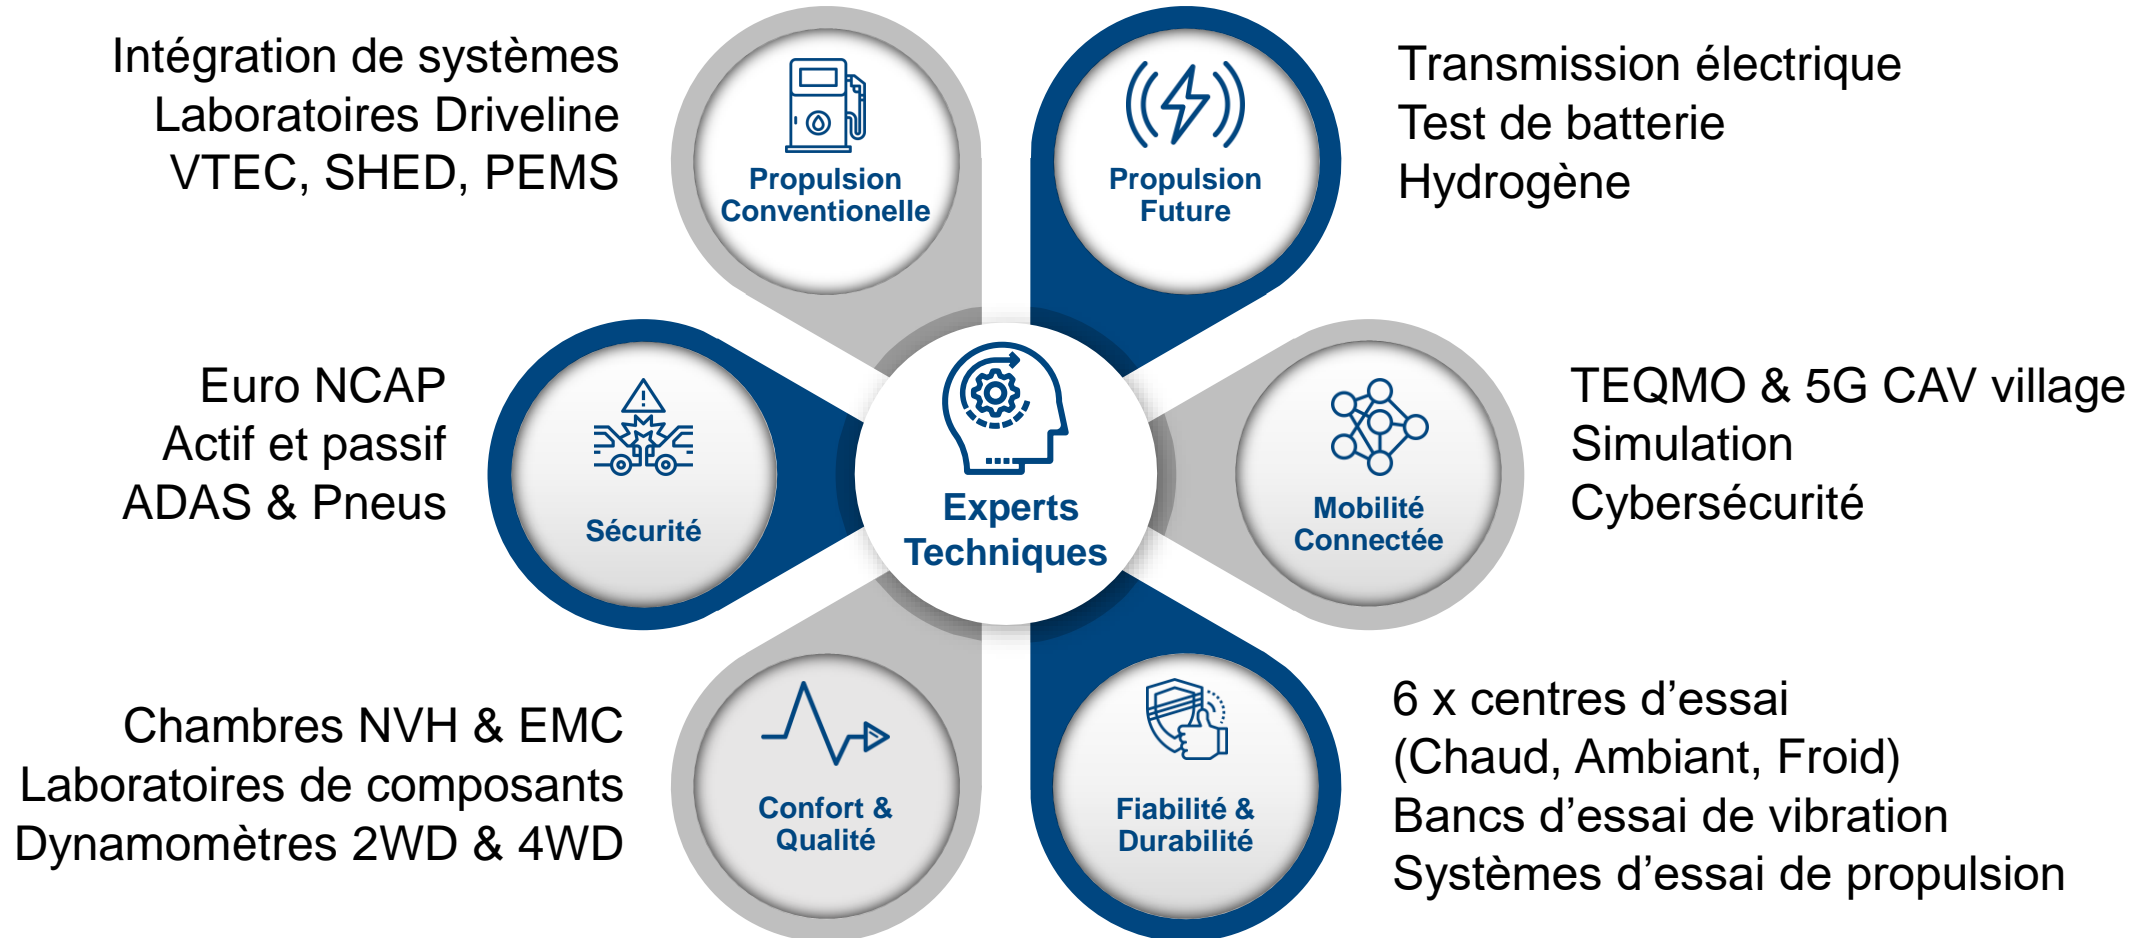 Intégration de systèmes
Laboratoires Driveline
VTEC, SHED, PEMS
Propulsion
Conventionelle
Propulsion
Future
Transmission électrique
Test de batterie
Hydrogène
Euro NCAP
Actif et passif
ADAS & Pneus
Sécurité
Experts
Techniques
Mobilité
Connectée
TEQMO & 5G CAV village
Simulation
Cybersécurité
Chambres NVH & EMC
Laboratoires de composants
Dynamomètres 2WD & 4WD
Confort &
Qualité
Fiabilité &
Durabilité
6 x centres d’essai
(Chaud, Ambiant, Froid)
Bancs d’essai de vibration
Systèmes d’essai de propulsion